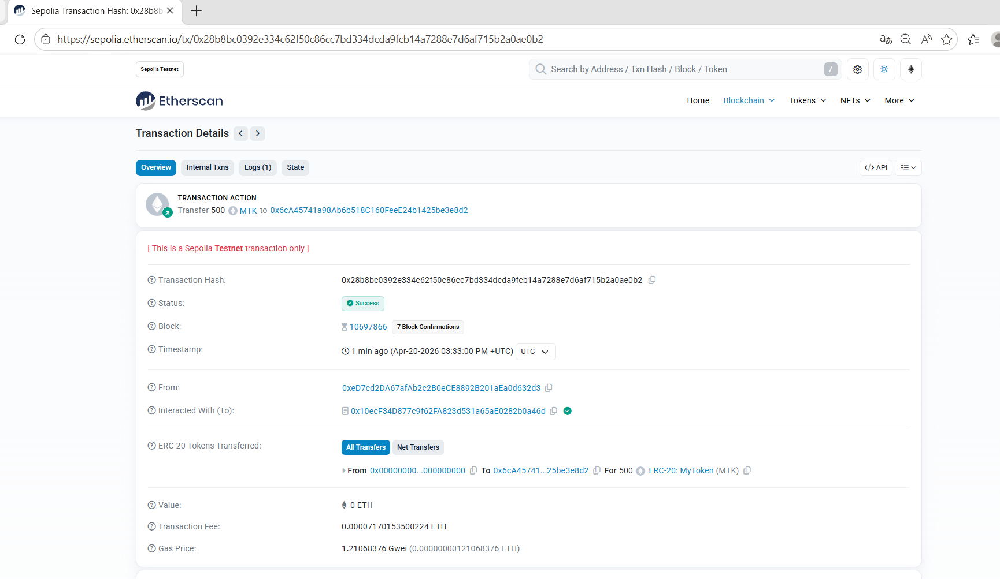 Sepolia Transaction Hash: 0x28b8b
https://sepolia.etherscan.io/tx/0x28b8bc0392e334c62f50c86cc7bd334dcda9fcb14a7288e7d6af715b2a0ae0b2
Sepolia Testnet
Search by Address / Txn Hash / Block / Token /
Etherscan
Home Blockchain Tokens NFTs More
Transaction Details
Overview Internal Txns Logs (1) State
</> API
TRANSACTION ACTION
Transfer 500 MTK to 0x6cA45741a98Ab6b518C160FeeE24b1425be3e8d2
[ This is a Sepolia Testnet transaction only ]
Transaction Hash: 0x28b8bc0392e334c62f50c86cc7bd334dcda9fcb14a7288e7d6af715b2a0ae0b2
Status: Success
Block: 10697866 7 Block Confirmations
Timestamp: 1 min ago (Apr-20-2026 03:33:00 PM +UTC) UTC
From: 0xeD7cd2DA67afAb2c2B0eCE8892B201aEa0d632d3
Interacted With (To): 0x10ecF34D877c9f62FA823d531a65aE0282b0a46d
ERC-20 Tokens Transferred: All Transfers Net Transfers
From 0x00000000...000000000 To 0x6cA45741...25be3e8d2 For 500 ERC-20: MyToken (MTK)
Value: 0 ETH
Transaction Fee: 0.00007170153500224 ETH
Gas Price: 1.21068376 Gwei (0.00000000121068376 ETH)